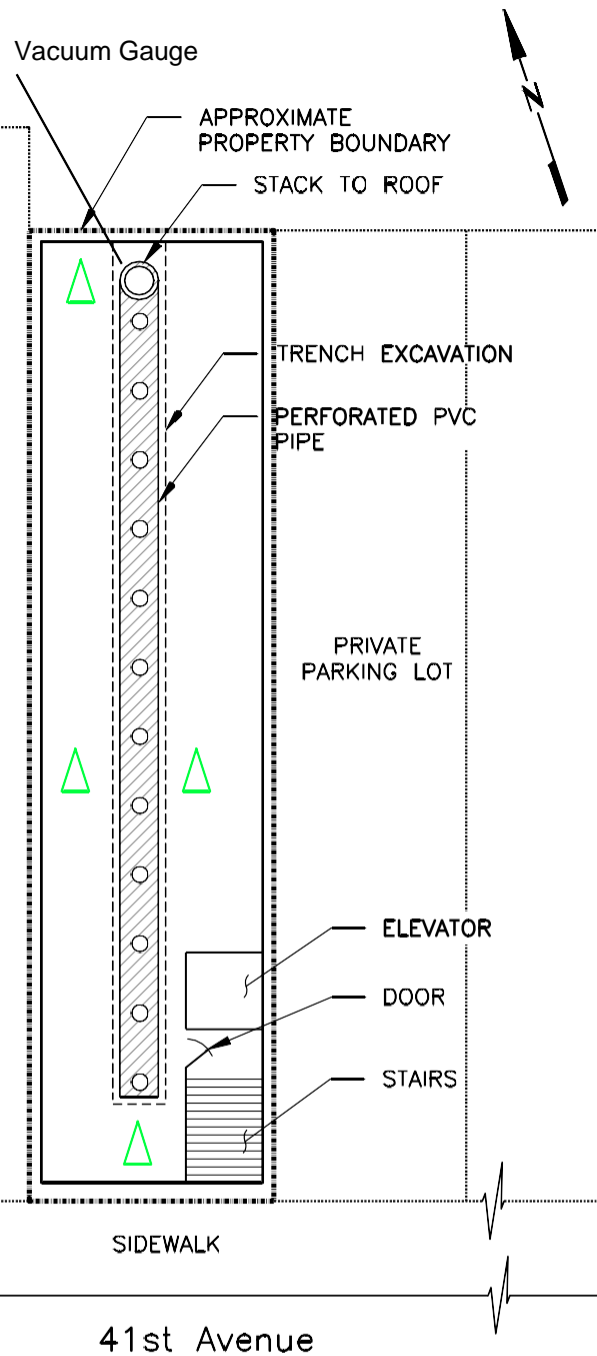 Vacuum Gauge
N
APPROXIMATE
PROPERTY BOUNDARY
STACK TO ROOF
TRENCH EXCAVATION
PERFORATED PVC
PIPE
PRIVATE
PARKING LOT
ELEVATOR
DOOR
STAIRS
SIDEWALK
41st Avenue